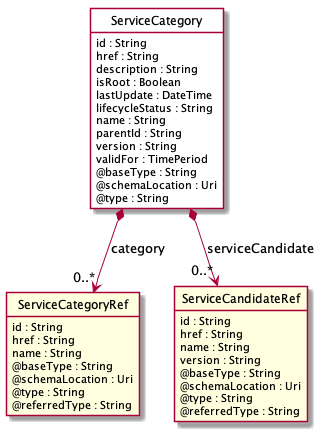 ServiceCategory
id : String
href : String
description : String
isRoot : Boolean
lastUpdate : DateTime
lifecycleStatus : String
name : String
parentId : String
version : String
validFor : TimePeriod
@baseType : String
@schemaLocation : Uri
@type : String
category
serviceCandidate
0..*
0..*
ServiceCategoryRef
id : String
href : String
name : String
@baseType : String
@schemaLocation : Uri
@type : String
@referredType : String
ServiceCandidateRef
id : String
href : String
name : String
version : String
@baseType : String
@schemaLocation : Uri
@type : String
@referredType : String